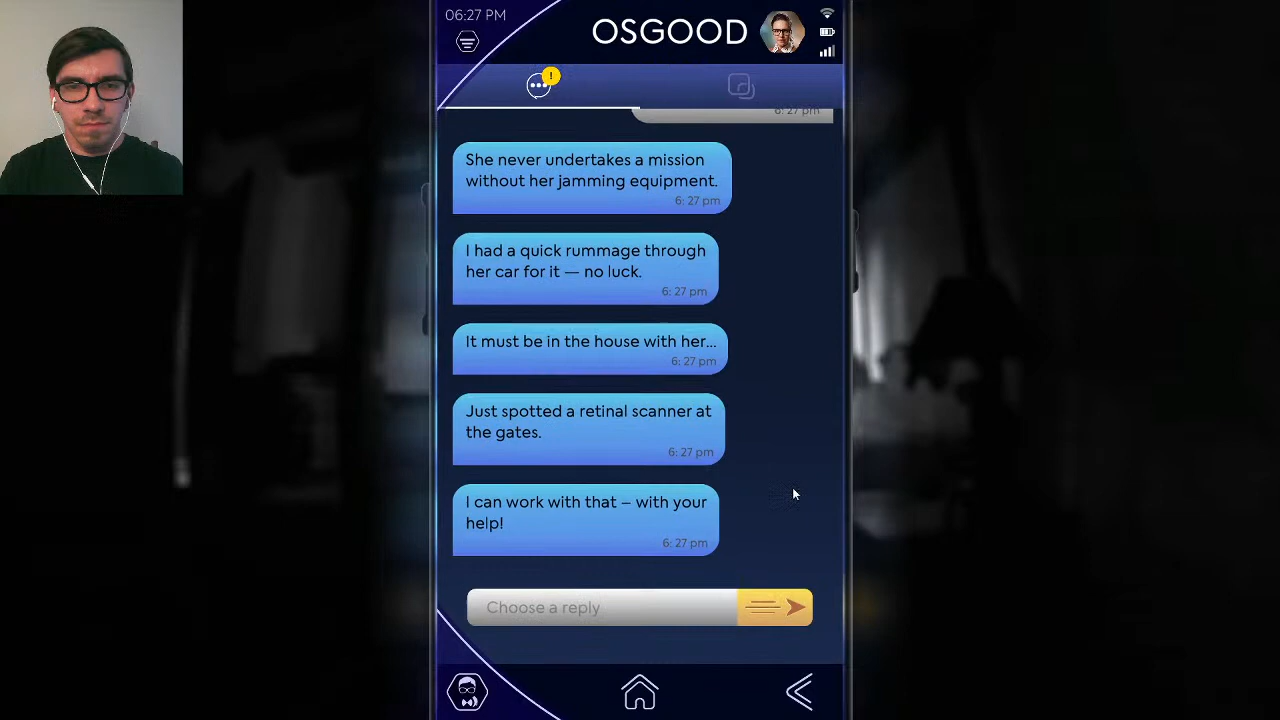 06:27 PM
OSGOOD
!
6:27 pm
She never undertakes a mission
without her jamming equipment.
6: 27 pm
I had a quick rummage through
her car for it — no luck.
6: 27 pm
It must be in the house with her...
6: 27 pm
Just spotted a retinal scanner at
the gates.
6: 27 pm
I can work with that – with your
help!
6: 27 pm
Choose a reply